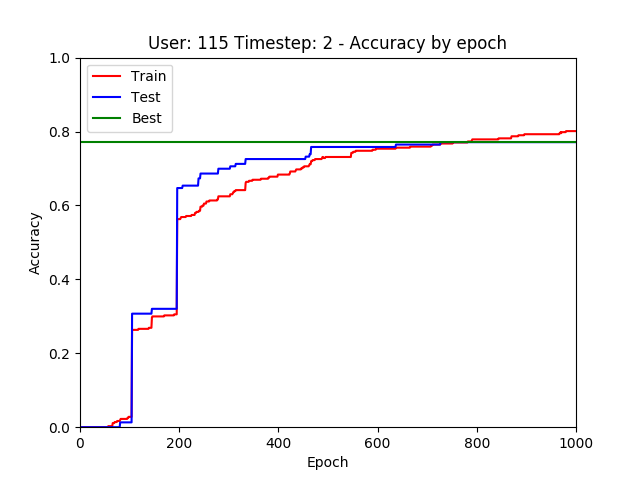 User: 115 Timestep: 2 - Accuracy by epoch
1.0
0.8
0.6
0.4
0.2
0.0
Accuracy
Train
Test
Best
0 200 400 600 800 1000
Epoch